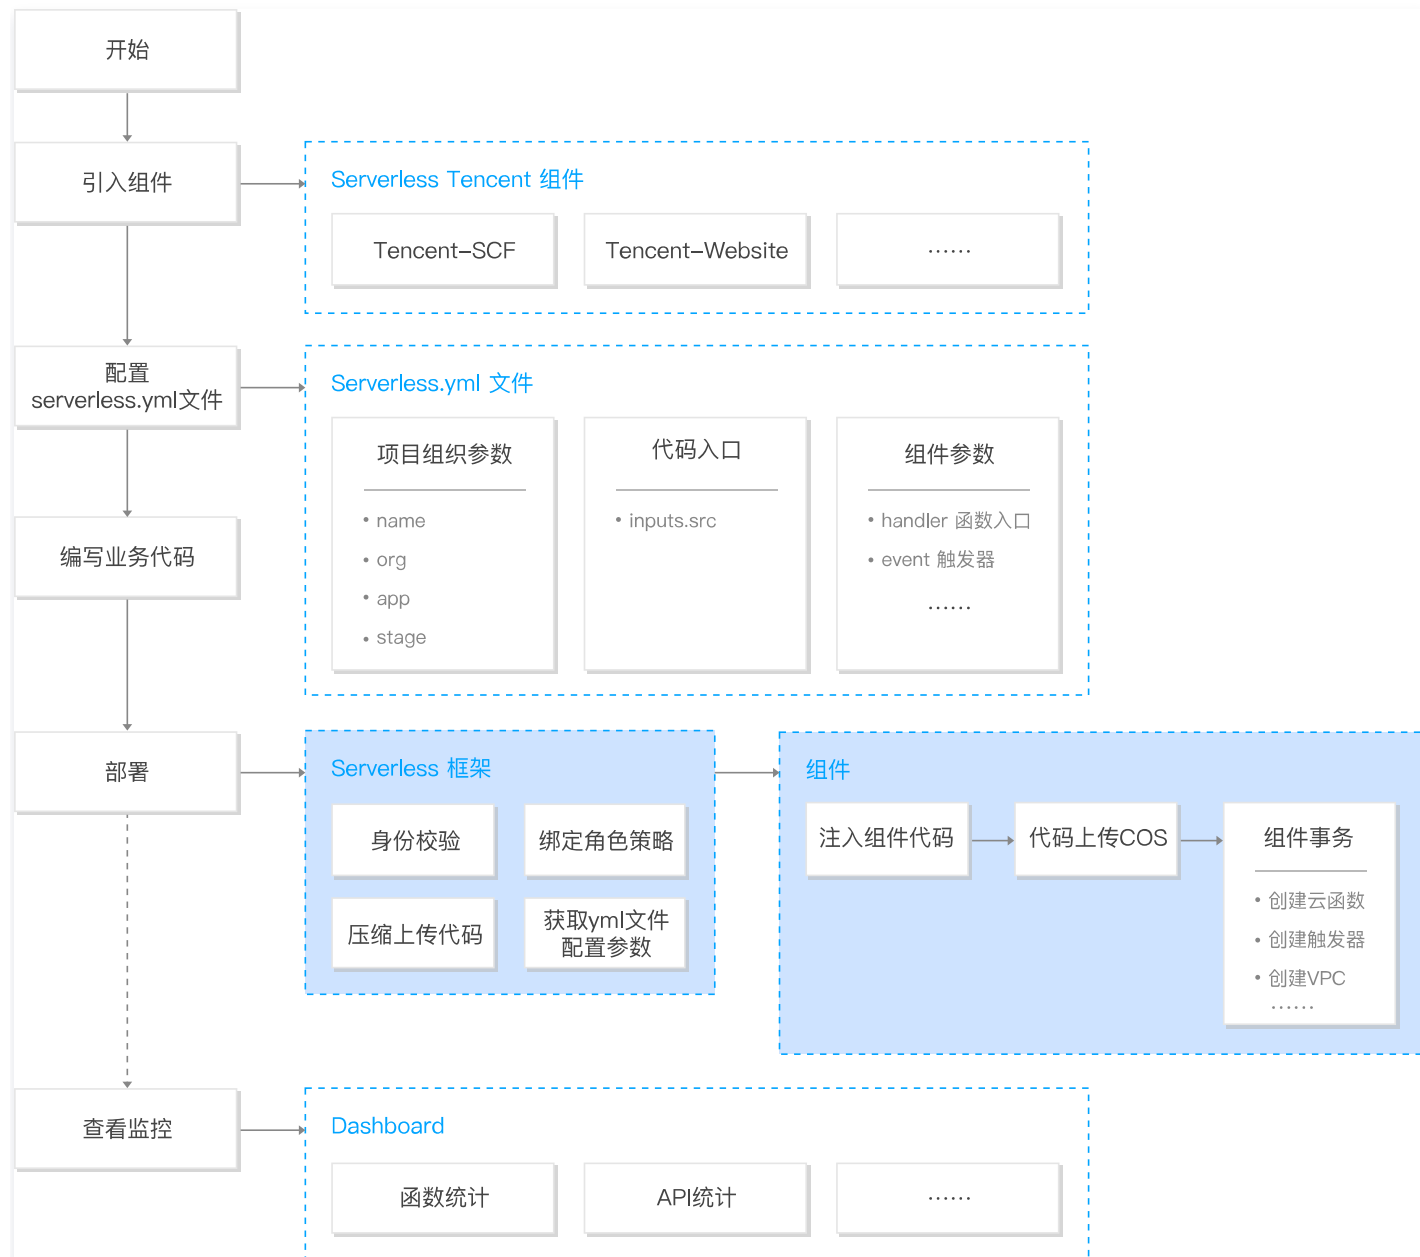 开始
引入组件
Serverless Tencent 组件
Tencent-SCF
Tencent-Website
……
配置
serverless.yml文件
Serverless.yml 文件
项目组织参数
• name
• org
• app
• stage
代码入口
• inputs.src
组件参数
• handler 函数入口
• event 触发器
……
编写业务代码
部署
Serverless 框架
身份校验
绑定角色策略
压缩上传代码
获取yml文件
配置参数
组件
注入组件代码
代码上传COS
组件事务
• 创建云函数
• 创建触发器
• 创建VPC
……
查看监控
Dashboard
函数统计
API统计
……